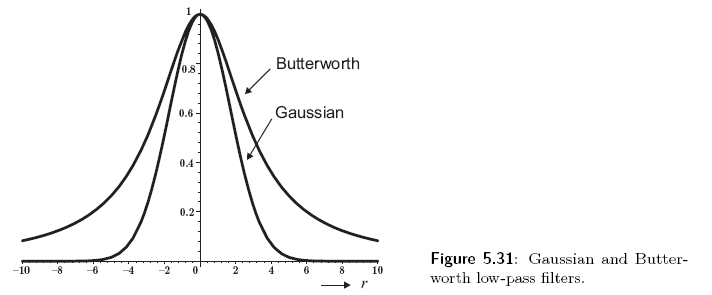 1
0.8
0.6
0.4
0.2
Butterworth
Gaussian
−10 −8 −6 −4 −2 0 2 4 6 8 10
r
Figure 5.31: Gaussian and Butter-
worth low-pass filters.